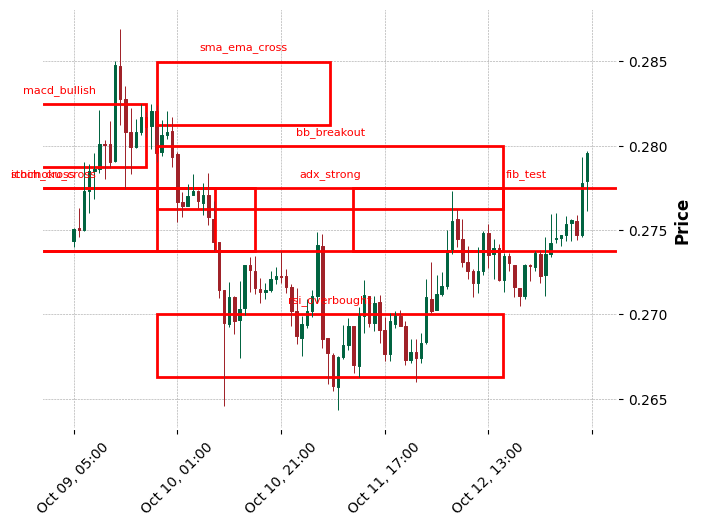 sma_ema_cross
0.285
macd_bullish
bb_breakout
0.280
adx_strong
fib_test
0.275
Price
rsi_overbought
0.270
0.265
Oct 09, 05:00
Oct 10, 01:00
Oct 10, 21:00
Oct 11, 17:00
Oct 12, 13:00